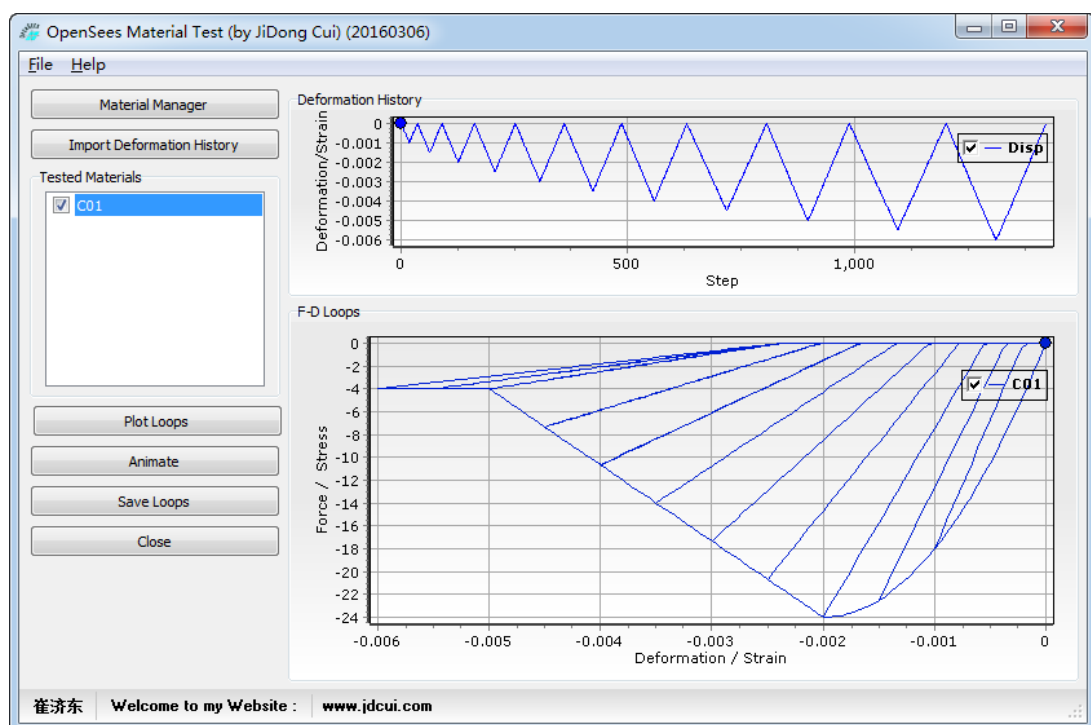 OpenSees Material Test (by JiDong Cui) (20160306)
File Help
Material Manager
Import Deformation History
Tested Materials
C01
Plot Loops
Animate
Save Loops
Close
Deformation History
Deformation/Strain
0
-0.001
-0.002
-0.003
-0.004
-0.005
-0.006
Disp
0 500 1,000
Step
F-D Loops
Force / Stress
0
-2
-4
-6
-8
-10
-12
-14
-16
-18
-20
-22
-24
C01
-0.006 -0.005 -0.004 -0.003 -0.002 -0.001 0
Deformation / Strain
崔济东 Welcome to my Website : www.jdcui.com